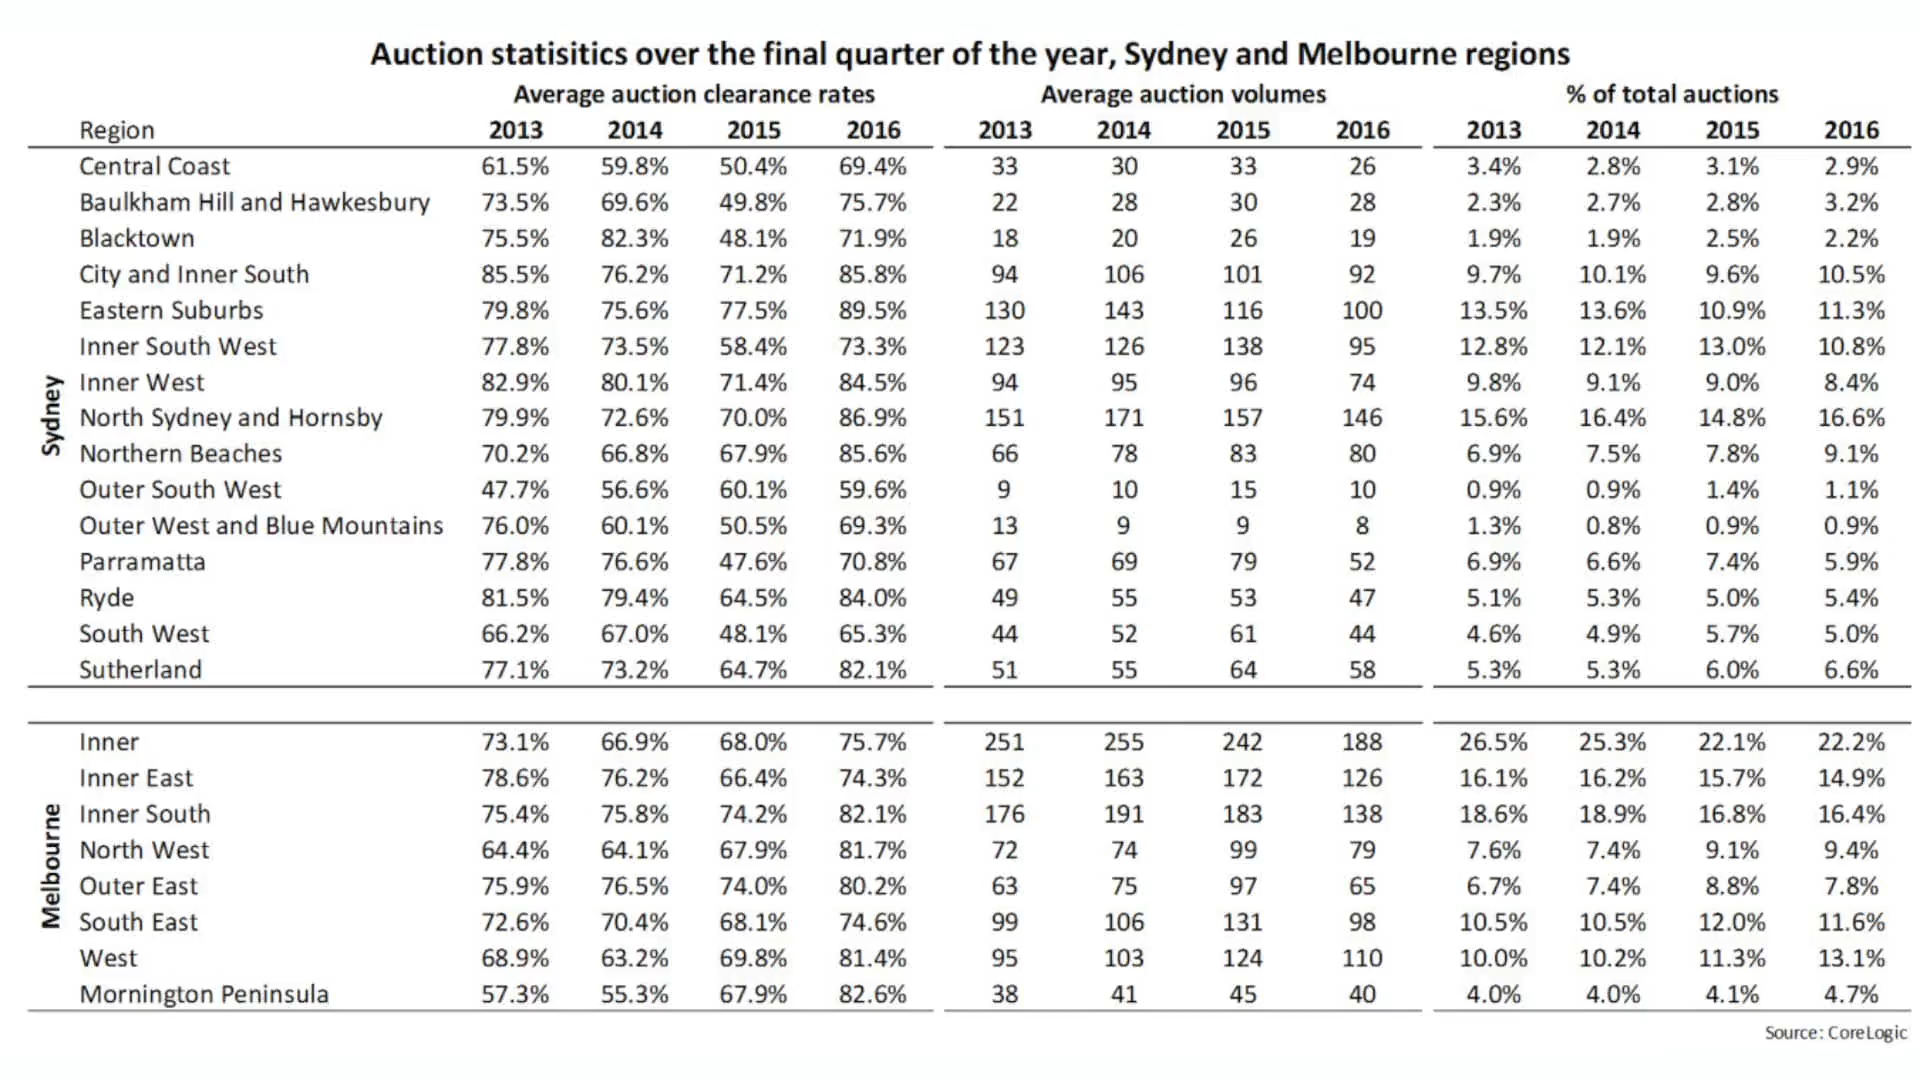 Auction statisitics over the final quarter of the year, Sydney and Melbourne regions
Average auction clearance rates Average auction volumes % of total auctions
Region 2013 2014 2015 2016 2013 2014 2015 2016 2013 2014 2015 2016
Sydney
Central Coast 61.5% 59.8% 50.4% 69.4% 33 30 33 26 3.4% 2.8% 3.1% 2.9%
Baulkham Hill and Hawkesbury 73.5% 69.6% 49.8% 75.7% 22 28 30 28 2.3% 2.7% 2.8% 3.2%
Blacktown 75.5% 82.3% 48.1% 71.9% 18 20 26 19 1.9% 1.9% 2.5% 2.2%
City and Inner South 85.5% 76.2% 71.2% 85.8% 94 106 101 92 9.7% 10.1% 9.6% 10.5%
Eastern Suburbs 79.8% 75.6% 77.5% 89.5% 130 143 116 100 13.5% 13.6% 10.9% 11.3%
Inner South West 77.8% 73.5% 58.4% 73.3% 123 126 138 95 12.8% 12.1% 13.0% 10.8%
Inner West 82.9% 80.1% 71.4% 84.5% 94 95 96 74 9.8% 9.1% 9.0% 8.4%
North Sydney and Hornsby 79.9% 72.6% 70.0% 86.9% 151 171 157 146 15.6% 16.4% 14.8% 16.6%
Northern Beaches 70.2% 66.8% 67.9% 85.6% 66 78 83 80 6.9% 7.5% 7.8% 9.1%
Outer South West 47.7% 56.6% 60.1% 59.6% 9 10 15 10 0.9% 0.9% 1.4% 1.1%
Outer West and Blue Mountains 76.0% 60.1% 50.5% 69.3% 13 9 9 8 1.3% 0.8% 0.9% 0.9%
Parramatta 77.8% 76.6% 47.6% 70.8% 67 69 79 52 6.9% 6.6% 7.4% 5.9%
Ryde 81.5% 79.4% 64.5% 84.0% 49 55 53 47 5.1% 5.3% 5.0% 5.4%
South West 66.2% 67.0% 48.1% 65.3% 44 52 61 44 4.6% 4.9% 5.7% 5.0%
Sutherland 77.1% 73.2% 64.7% 82.1% 51 55 64 58 5.3% 5.3% 6.0% 6.6%
Melbourne
Inner 73.1% 66.9% 68.0% 75.7% 251 255 242 188 26.5% 25.3% 22.1% 22.2%
Inner East 78.6% 76.2% 66.4% 74.3% 152 163 172 126 16.1% 16.2% 15.7% 14.9%
Inner South 75.4% 75.8% 74.2% 82.1% 176 191 183 138 18.6% 18.9% 16.8% 16.4%
North West 64.4% 64.1% 67.9% 81.7% 72 74 99 79 7.6% 7.4% 9.1% 9.4%
Outer East 75.9% 76.5% 74.0% 80.2% 63 75 97 65 6.7% 7.4% 8.8% 7.8%
South East 72.6% 70.4% 68.1% 74.6% 99 106 131 98 10.5% 10.5% 12.0% 11.6%
West 68.9% 63.2% 69.8% 81.4% 95 103 124 110 10.0% 10.2% 11.3% 13.1%
Mornington Peninsula 57.3% 55.3% 67.9% 82.6% 38 41 45 40 4.0% 4.0% 4.1% 4.7%
Source: CoreLogic